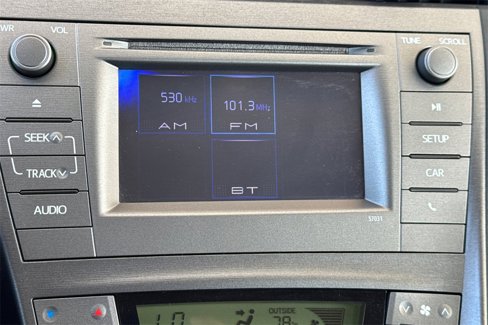 PWR VOL
TUNE SCROLL
SEEK
TRACK
AUDIO
530 kHz
AM
101.3 MHz
FM
BT
SETUP
CAR
57031
OUTSIDE
78